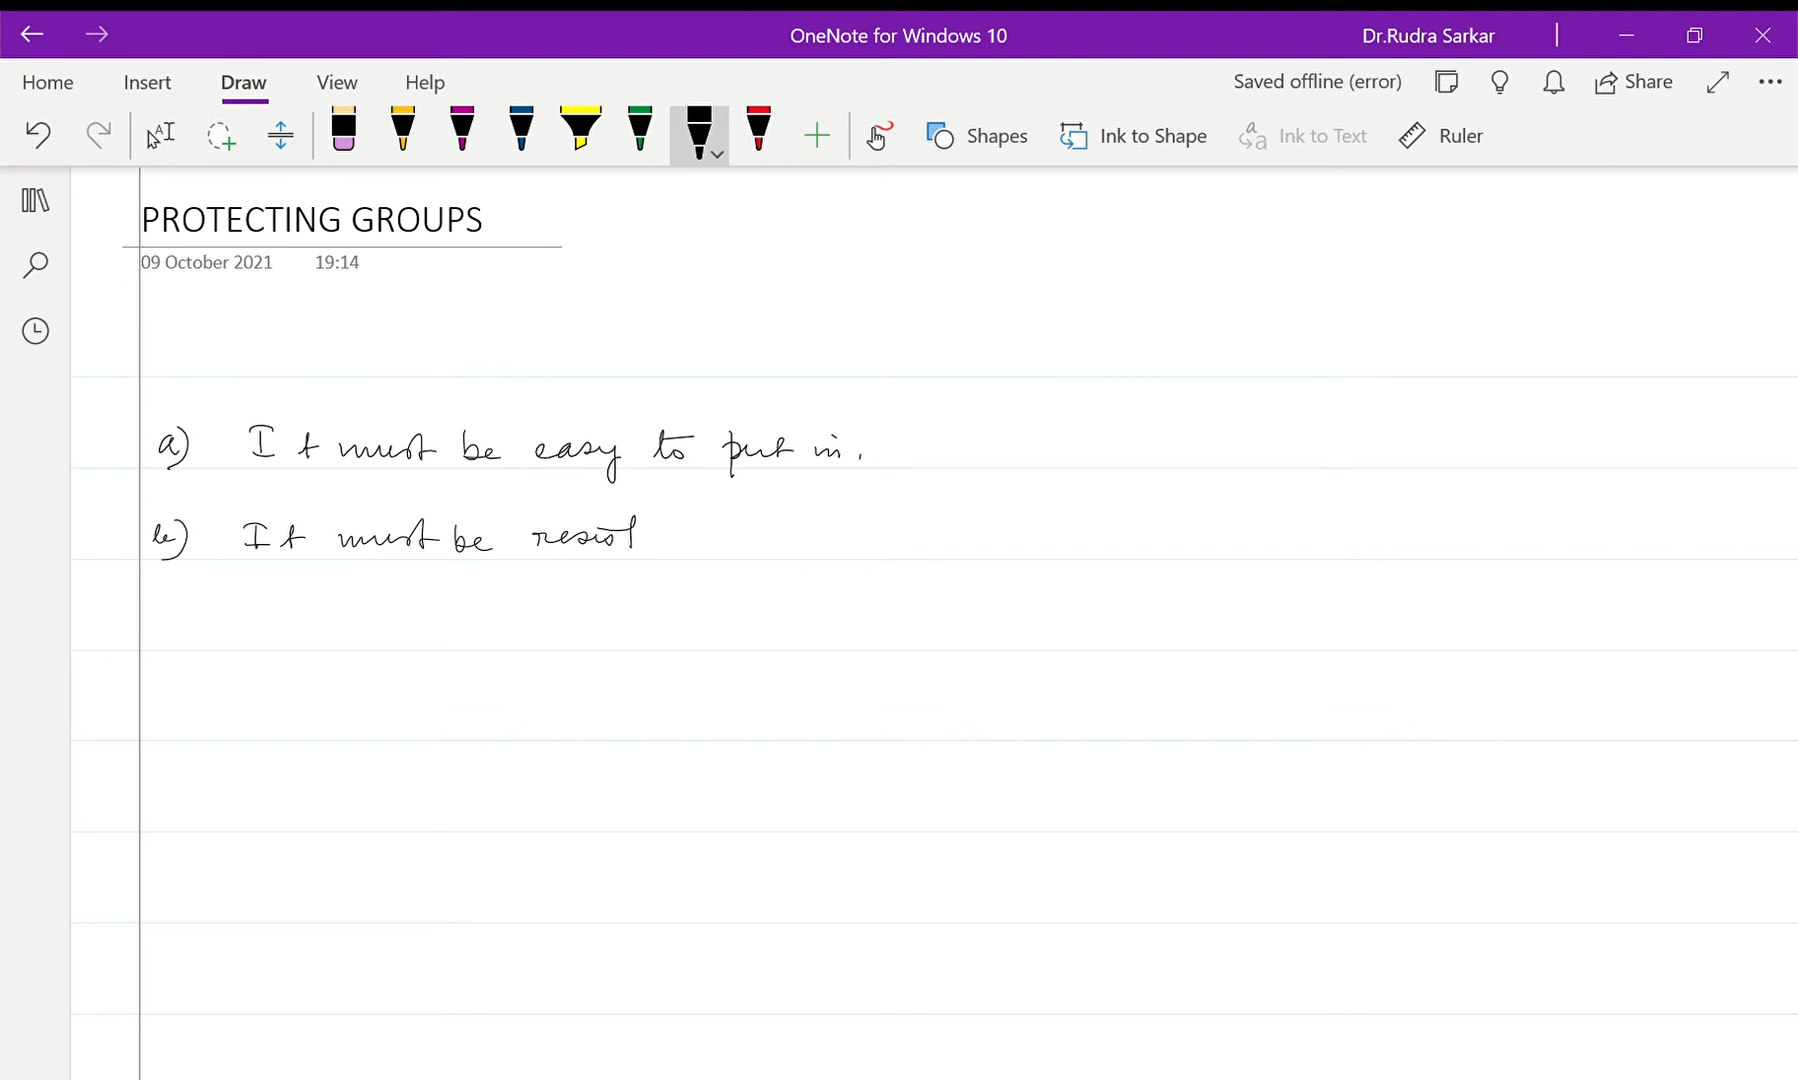 OneNote for Windows 10
Dr.Rudra Sarkar
Home Insert Draw View Help
Saved offline (error)
Share
Shapes
Ink to Shape
Ink to Text
Ruler
PROTECTING GROUPS
09 October 2021 19:14
a) It must be easy to put in.
b) It must be resist